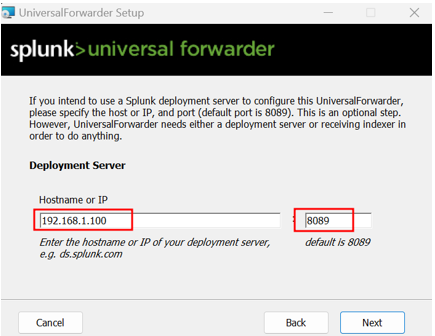 UniversalForwarder Setup
splunk>universal forwarder
If you intend to use a Splunk deployment server to configure this UniversalForwarder,
please specify the host or IP, and port (default port is 8089). This is an optional step.
However, UniversalForwarder needs either a deployment server or receiving indexer in
order to do anything.
Deployment Server
Hostname or IP
192.168.1.100 : 8089
Enter the hostname or IP of your deployment server, default is 8089
e.g. ds.splunk.com
Cancel Back Next